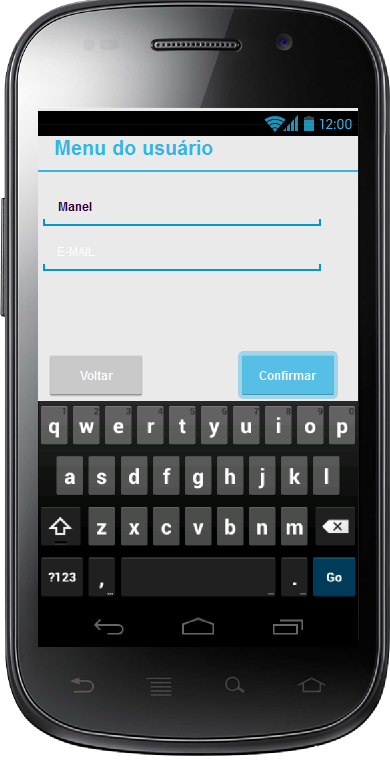 12:00
Menu do usuário
Manel
E-MAIL
Voltar Confirmar
1 2 3 4 5 6 7 8 9 0
q w e r t y u i o p
a s d f g h j k l
z x c v b n m
?123 , ... . ... Go